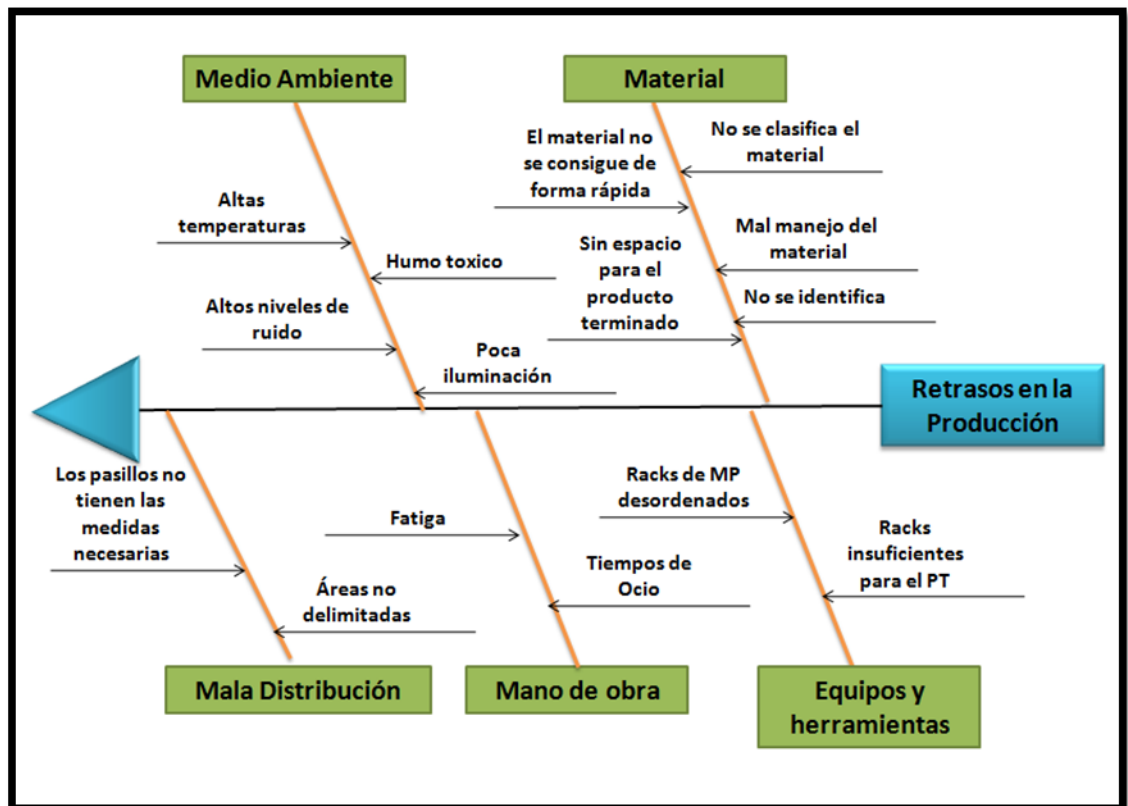 Medio Ambiente
Material
El material no
se consigue de
forma rápida
No se clasifica el
material
Altas
temperaturas
Humo toxico
Sin espacio
para el
producto
terminado
Mal manejo del
material
No se identifica
Altos niveles de
ruido
Poca
iluminación
Retrasos en la
Producción
Los pasillos no
tienen las
medidas
necesarias
Áreas no
delimitadas
Fatiga
Tiempos de
Ocio
Racks de MP
desordenados
Racks
insuficientes
para el PT
Mala Distribución
Mano de obra
Equipos y
herramientas